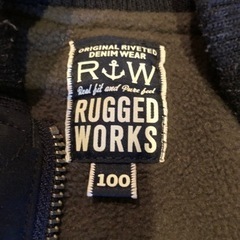 ORIGINAL RIVETED
DENIM WEAR
R W
Real fit and Pure feel
RUGGED
WORKS
100